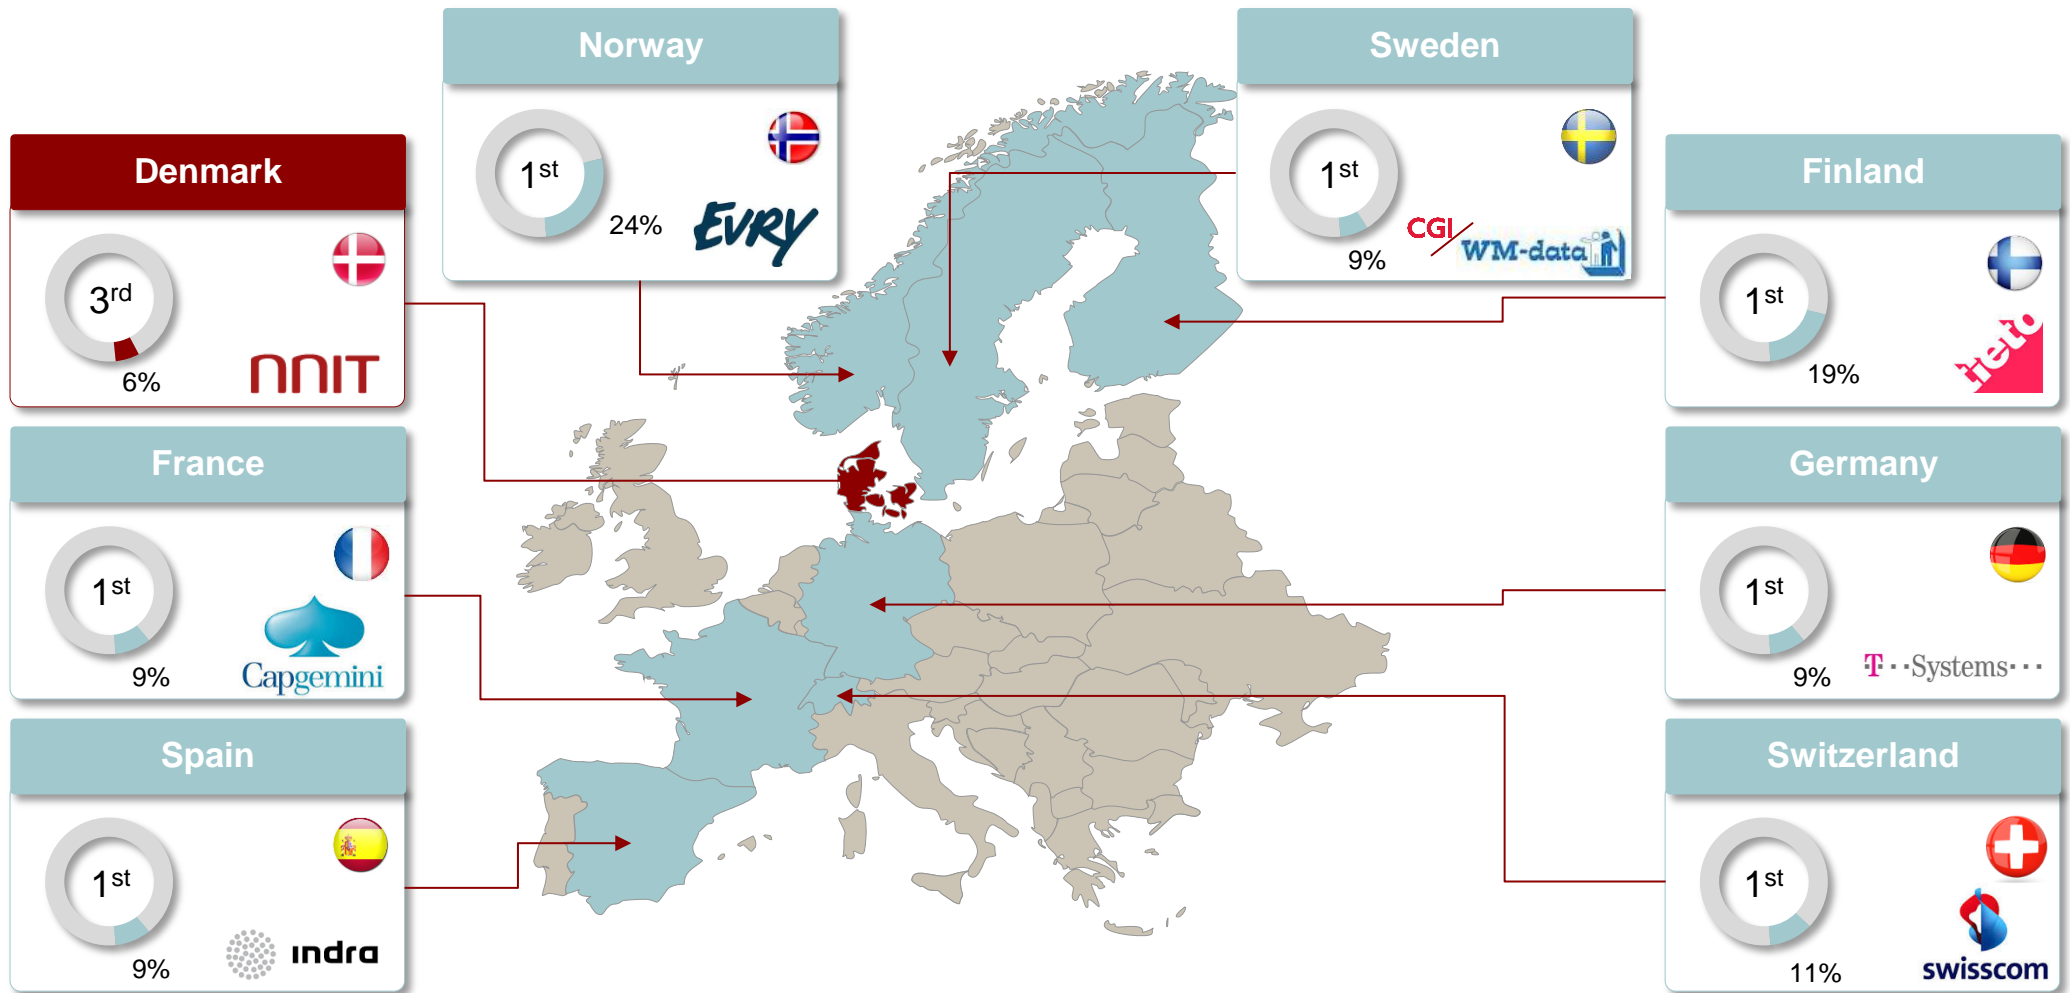 Norway
1st
24%
EVRY
Sweden
1st
9%
CGI/
WM-data
Denmark
3rd
6%
nnIT
Finland
1st
19%
tieto
France
1st
9%
Capgemini
Germany
1st
9%
T··Systems···
Spain
1st
9%
indra
Switzerland
1st
11%
swisscom